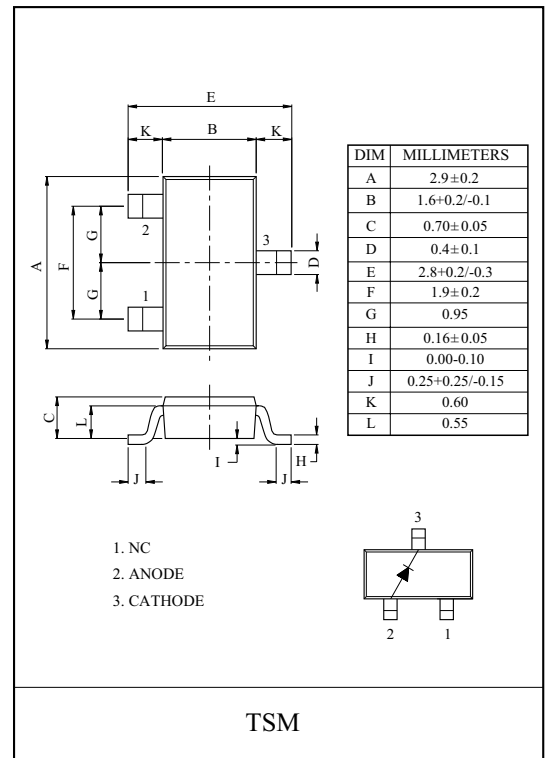 E
K B K
A
F
G
G
2
1
3
D
C
L
J
I
H
J
DIM MILLIMETERS
A 2.9±0.2
B 1.6+0.2/-0.1
C 0.70±0.05
D 0.4±0.1
E 2.8+0.2/-0.3
F 1.9±0.2
G 0.95
H 0.16±0.05
I 0.00-0.10
J 0.25+0.25/-0.15
K 0.60
L 0.55
1. NC
2. ANODE
3. CATHODE
3
2 1
TSM